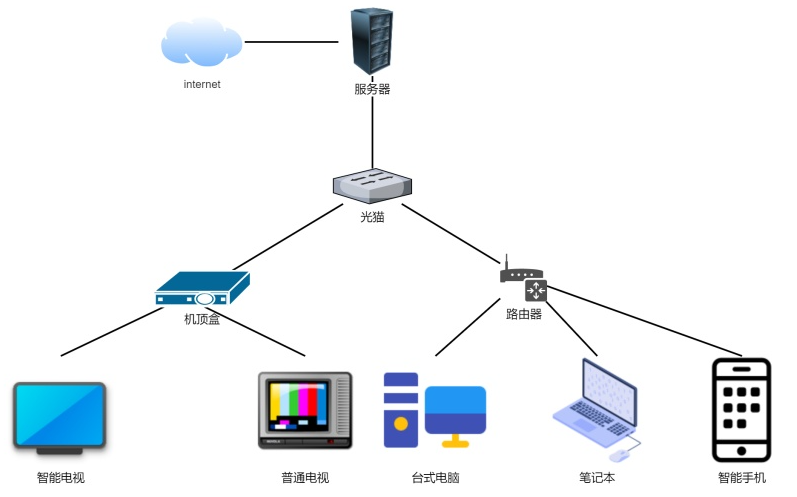 internet
服务器
光猫
机顶盒
路由器
智能电视
普通电视
台式电脑
笔记本
智能手机